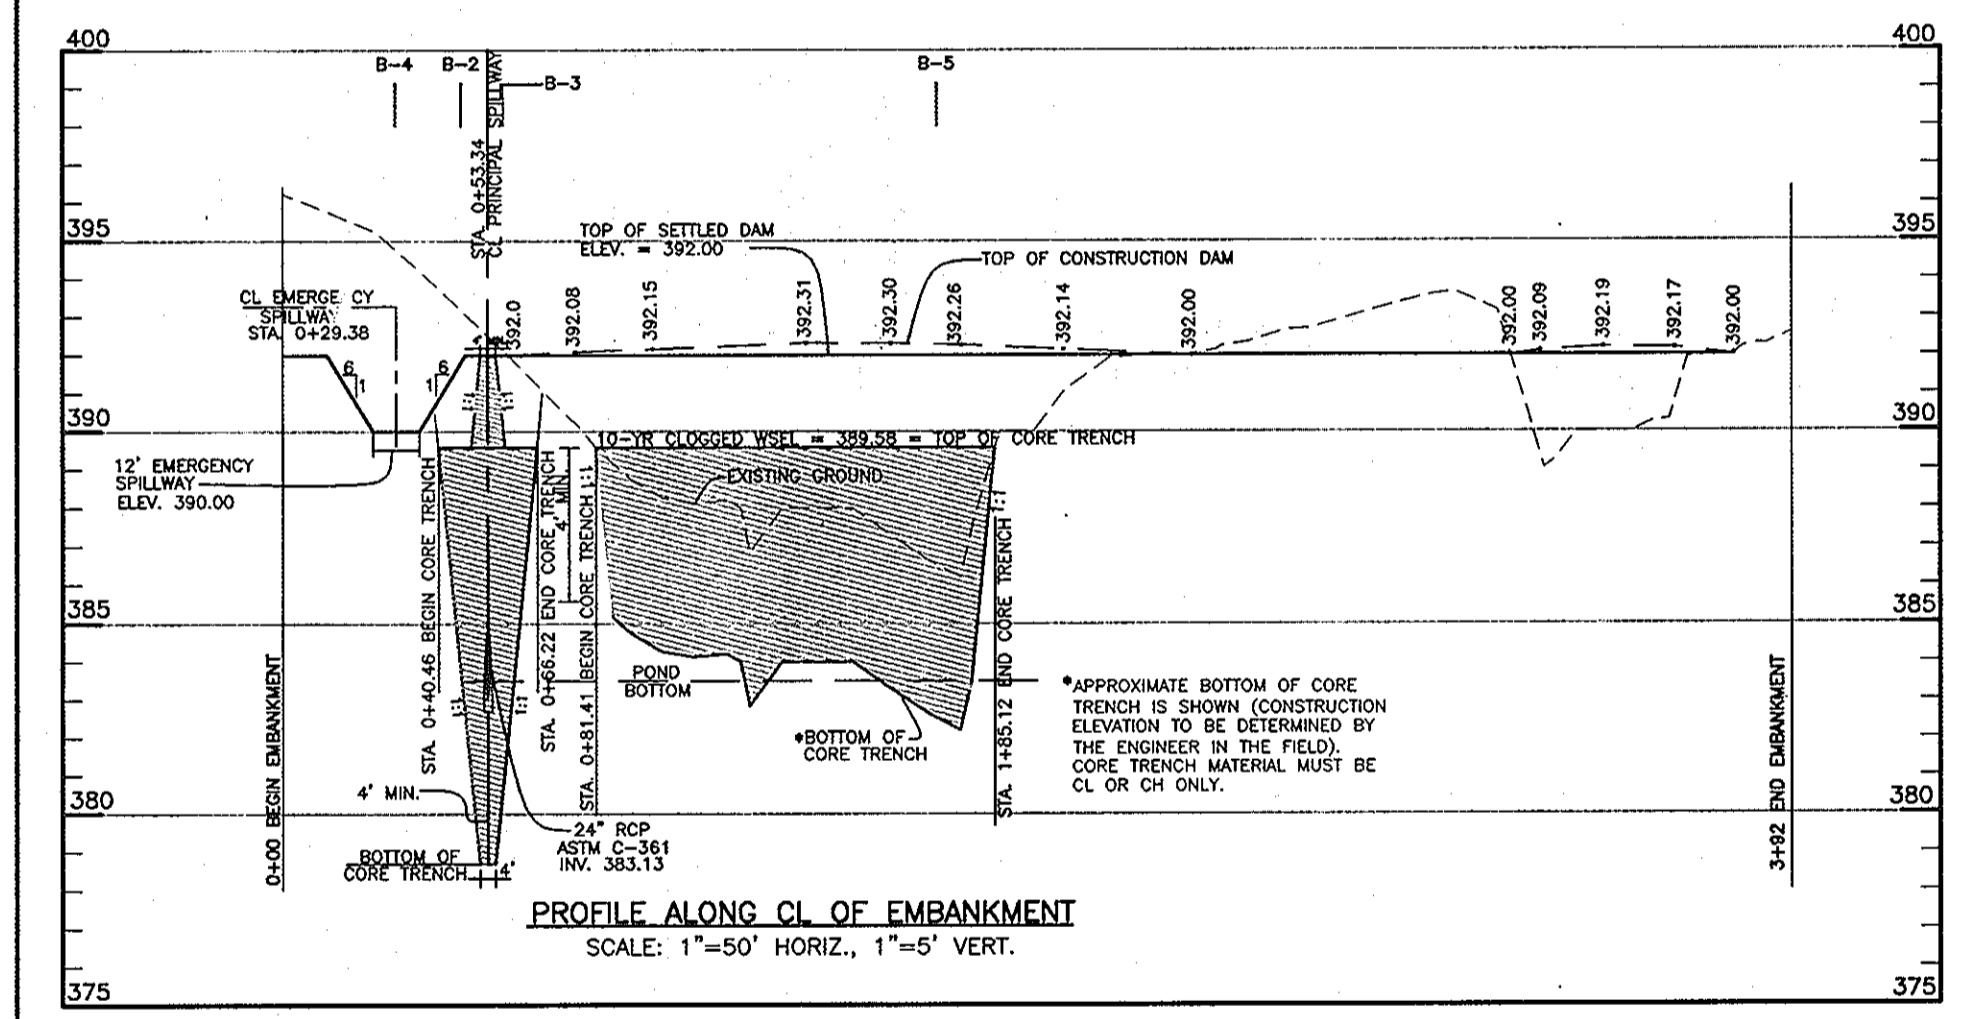 400
400
B-4
B-2
B-3
B-5
STA. 0+53.34
CL PRINCIPAL SPILLWAY
395
395
TOP OF SETTLED DAM
ELEV. = 392.00
TOP OF CONSTRUCTION DAM
CL EMERGE CY
SPILLWAY
STA. 0+29.38
392.0
392.08
392.15
392.31
392.30
392.26
392.14
392.00
392.00
392.09
392.19
392.17
392.00
6
1
6
1
1:1
1:1
390
390
10-YR CLOGGED WSEL = 389.58 = TOP OF CORE TRENCH
12' EMERGENCY
SPILLWAY
ELEV. 390.00
EXISTING GROUND
STA. 0+40.46 BEGIN CORE TRENCH
STA. 0+66.22 END CORE TRENCH
4' MIN.
STA. 0+81.41 BEGIN CORE TRENCH
1:1
STA. 1+85.12 END CORE TRENCH
1:1
385
385
POND
BOTTOM
1:1
1:1
*BOTTOM OF
CORE TRENCH
*APPROXIMATE BOTTOM OF CORE
TRENCH IS SHOWN (CONSTRUCTION
ELEVATION TO BE DETERMINED BY
THE ENGINEER IN THE FIELD).
CORE TRENCH MATERIAL MUST BE
CL OR CH ONLY.
0+00 BEGIN EMBANKMENT
3+92 END EMBANKMENT
380
380
4' MIN.
24" RCP
ASTM C-361
INV. 383.13
BOTTOM OF
CORE TRENCH
4'
PROFILE ALONG CL OF EMBANKMENT
SCALE: 1"=50' HORIZ., 1"=5' VERT.
375
375